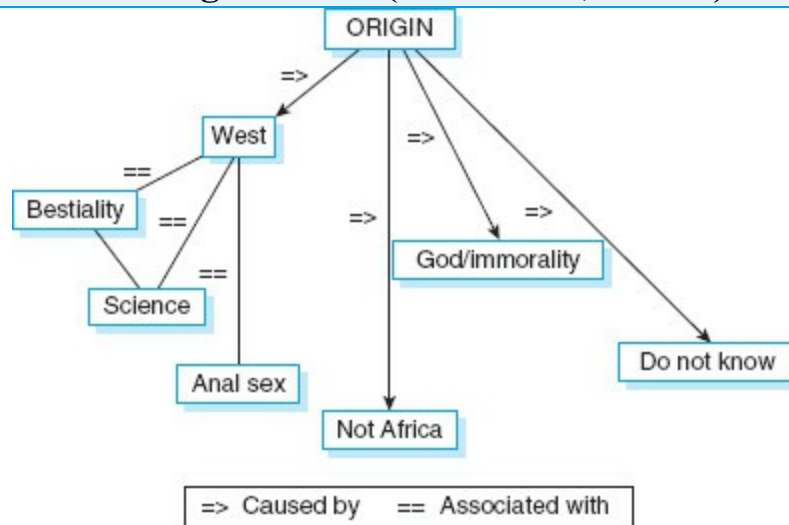 ORIGIN
=>
West
=>
==
Bestiality
==
=>
=>
God/immorality
==
Science
Do not know
Anal sex
Not Africa
=> Caused by == Associated with